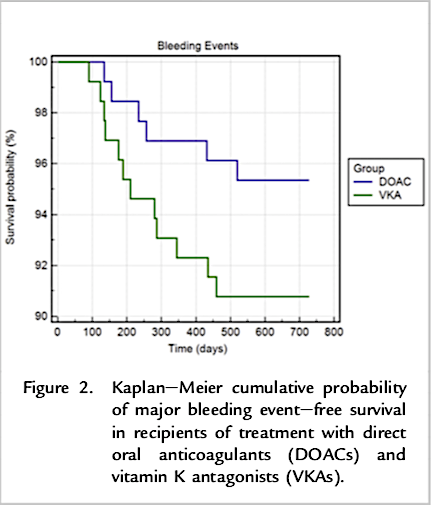 Bleeding Events
100
98
96
94
92
90
Survival probability (%)
0 100 200 300 400 500 600 700 800
Time (days)
Group
DOAC
VKA
Figure 2. Kaplan–Meier cumulative probability
of major bleeding event–free survival
in recipients of treatment with direct
oral anticoagulants (DOACs) and
vitamin K antagonists (VKAs).